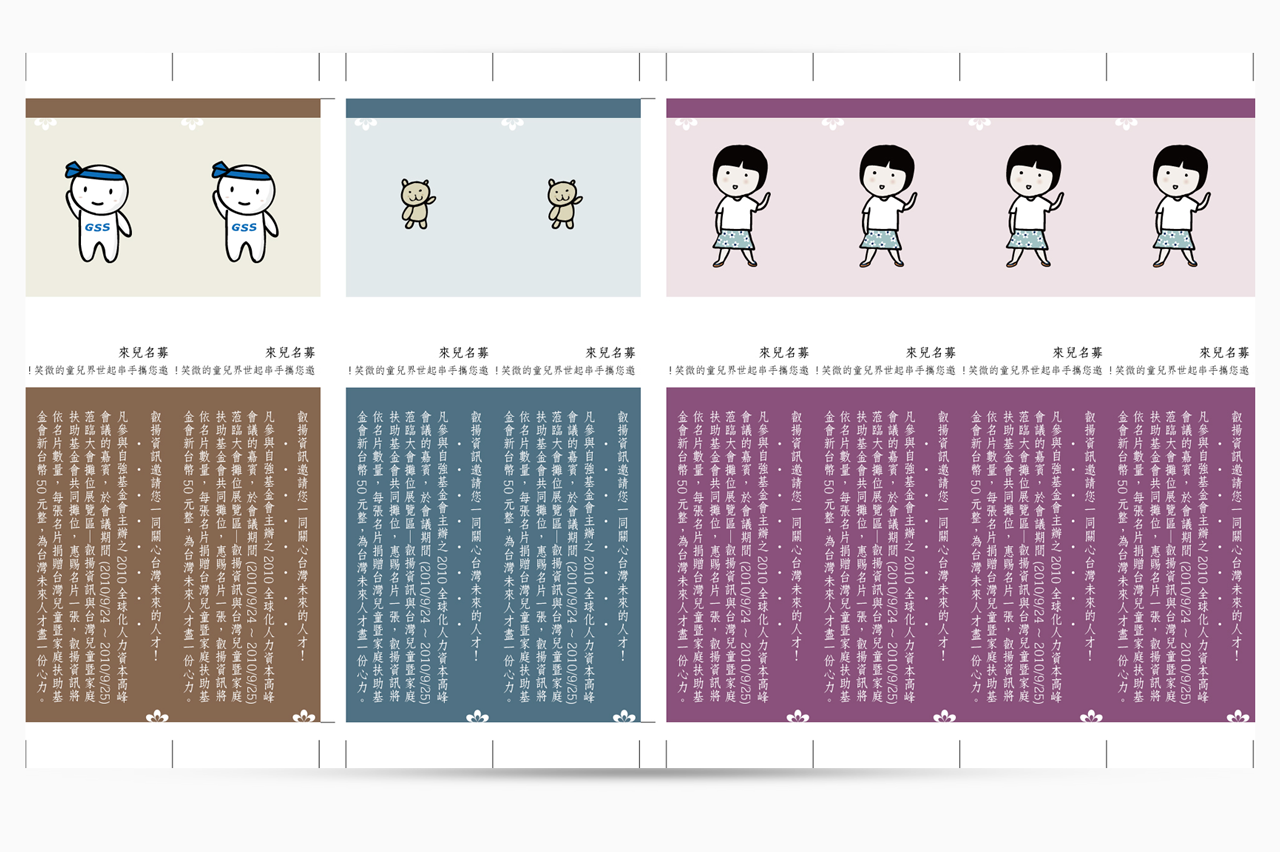 GSS
募名兒來
邀您攜手串起世界兒童的微笑！
叡揚資訊邀請您一同關心台灣未來的人才！
凡參與自強基金會主辦之 2010 全球化人力資本高峰
會議的嘉賓，於會議期間 (2010/9/24 ~ 2010/9/25)
蒞臨大會攤位展覽區—叡揚資訊與台灣兒童暨家庭
扶助基金會共同攤位，惠賜名片一張，叡揚資訊將
依名片數量，每張名片捐贈台灣兒童暨家庭扶助基
金會新台幣 50 元整，為台灣未來人才盡一份心力。
GSS
募名兒來
邀您攜手串起世界兒童的微笑！
叡揚資訊邀請您一同關心台灣未來的人才！
凡參與自強基金會主辦之 2010 全球化人力資本高峰
會議的嘉賓，於會議期間 (2010/9/24 ~ 2010/9/25)
蒞臨大會攤位展覽區—叡揚資訊與台灣兒童暨家庭
扶助基金會共同攤位，惠賜名片一張，叡揚資訊將
依名片數量，每張名片捐贈台灣兒童暨家庭扶助基
金會新台幣 50 元整，為台灣未來人才盡一份心力。
募名兒來
邀您攜手串起世界兒童的微笑！
叡揚資訊邀請您一同關心台灣未來的人才！
凡參與自強基金會主辦之 2010 全球化人力資本高峰
會議的嘉賓，於會議期間 (2010/9/24 ~ 2010/9/25)
蒞臨大會攤位展覽區—叡揚資訊與台灣兒童暨家庭
扶助基金會共同攤位，惠賜名片一張，叡揚資訊將
依名片數量，每張名片捐贈台灣兒童暨家庭扶助基
金會新台幣 50 元整，為台灣未來人才盡一份心力。
募名兒來
邀您攜手串起世界兒童的微笑！
叡揚資訊邀請您一同關心台灣未來的人才！
凡參與自強基金會主辦之 2010 全球化人力資本高峰
會議的嘉賓，於會議期間 (2010/9/24 ~ 2010/9/25)
蒞臨大會攤位展覽區—叡揚資訊與台灣兒童暨家庭
扶助基金會共同攤位，惠賜名片一張，叡揚資訊將
依名片數量，每張名片捐贈台灣兒童暨家庭扶助基
金會新台幣 50 元整，為台灣未來人才盡一份心力。
募名兒來
邀您攜手串起世界兒童的微笑！
叡揚資訊邀請您一同關心台灣未來的人才！
凡參與自強基金會主辦之 2010 全球化人力資本高峰
會議的嘉賓，於會議期間 (2010/9/24 ~ 2010/9/25)
蒞臨大會攤位展覽區—叡揚資訊與台灣兒童暨家庭
扶助基金會共同攤位，惠賜名片一張，叡揚資訊將
依名片數量，每張名片捐贈台灣兒童暨家庭扶助基
金會新台幣 50 元整，為台灣未來人才盡一份心力。
募名兒來
邀您攜手串起世界兒童的微笑！
叡揚資訊邀請您一同關心台灣未來的人才！
凡參與自強基金會主辦之 2010 全球化人力資本高峰
會議的嘉賓，於會議期間 (2010/9/24 ~ 2010/9/25)
蒞臨大會攤位展覽區—叡揚資訊與台灣兒童暨家庭
扶助基金會共同攤位，惠賜名片一張，叡揚資訊將
依名片數量，每張名片捐贈台灣兒童暨家庭扶助基
金會新台幣 50 元整，為台灣未來人才盡一份心力。
募名兒來
邀您攜手串起世界兒童的微笑！
叡揚資訊邀請您一同關心台灣未來的人才！
凡參與自強基金會主辦之 2010 全球化人力資本高峰
會議的嘉賓，於會議期間 (2010/9/24 ~ 2010/9/25)
蒞臨大會攤位展覽區—叡揚資訊與台灣兒童暨家庭
扶助基金會共同攤位，惠賜名片一張，叡揚資訊將
依名片數量，每張名片捐贈台灣兒童暨家庭扶助基
金會新台幣 50 元整，為台灣未來人才盡一份心力。
募名兒來
邀您攜手串起世界兒童的微笑！
叡揚資訊邀請您一同關心台灣未來的人才！
凡參與自強基金會主辦之 2010 全球化人力資本高峰
會議的嘉賓，於會議期間 (2010/9/24 ~ 2010/9/25)
蒞臨大會攤位展覽區—叡揚資訊與台灣兒童暨家庭
扶助基金會共同攤位，惠賜名片一張，叡揚資訊將
依名片數量，每張名片捐贈台灣兒童暨家庭扶助基
金會新台幣 50 元整，為台灣未來人才盡一份心力。